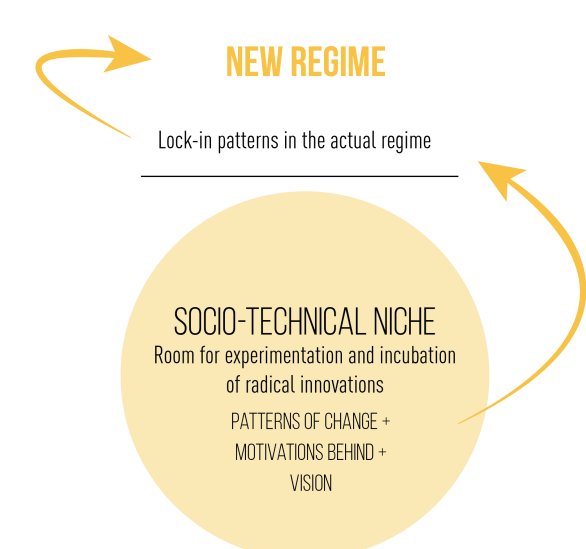 NEW REGIME
Lock-in patterns in the actual regime
SOCIO-TECHNICAL NICHE
Room for experimentation and incubation
of radical innovations
PATTERNS OF CHANGE +
MOTIVATIONS BEHIND +
VISION